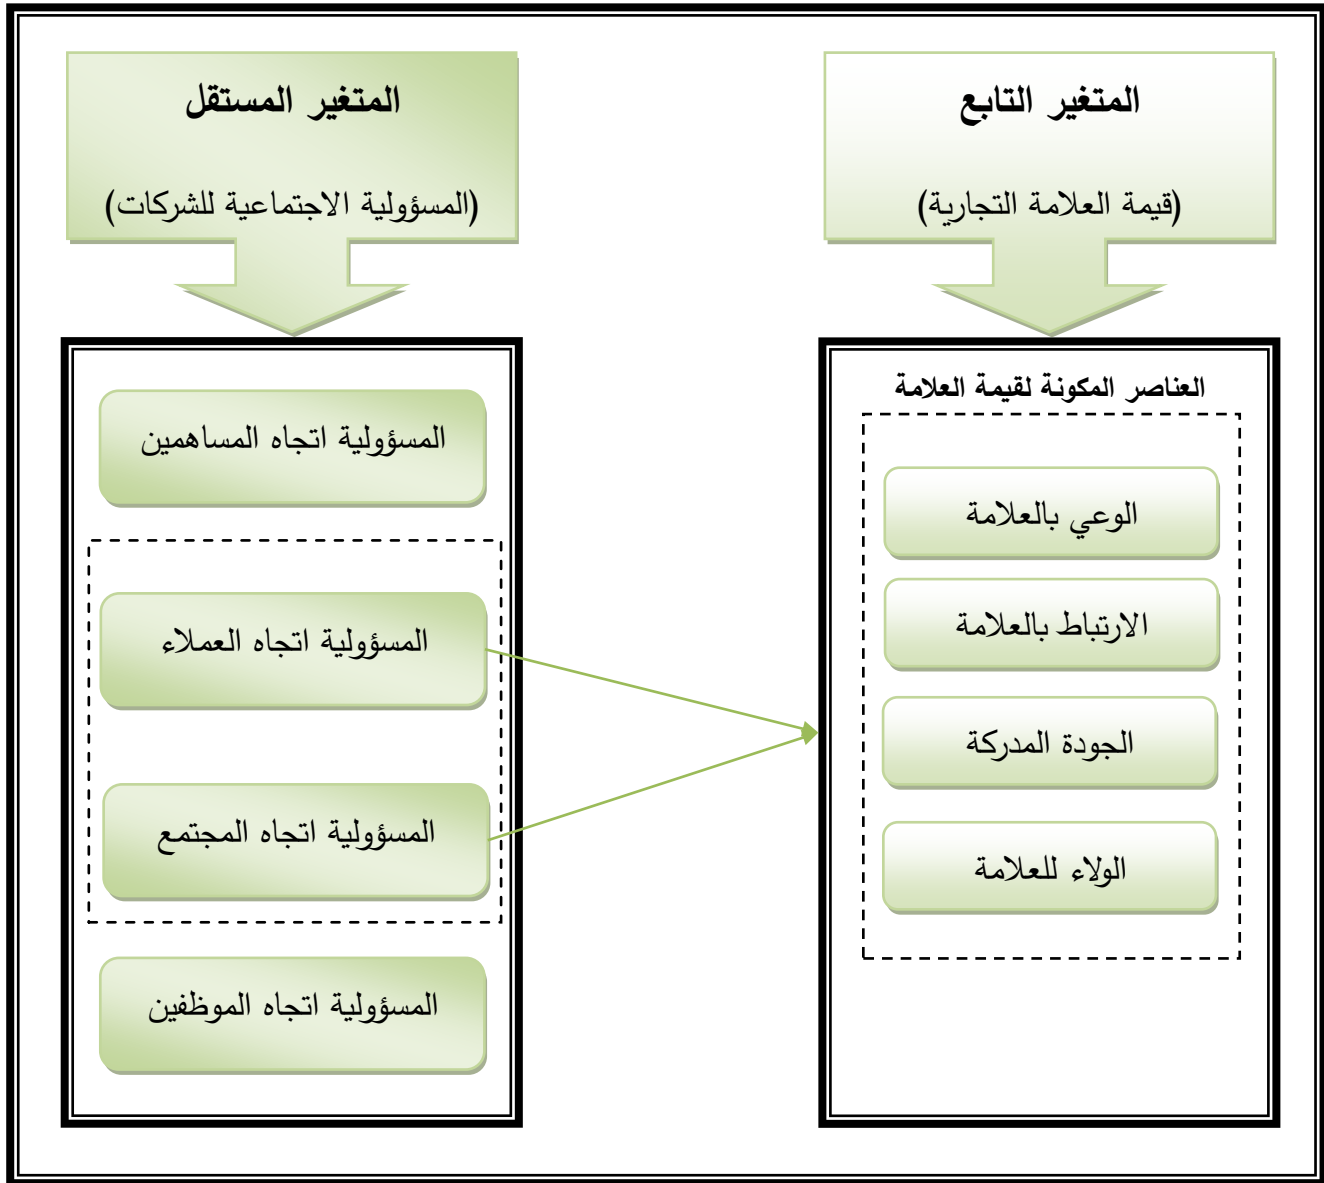 المتغير المستقل
(المسؤولية الاجتماعية للشركات)
المسؤولية اتجاه المساهمين
المسؤولية اتجاه العملاء
المسؤولية اتجاه المجتمع
المسؤولية اتجاه الموظفين
المتغير التابع
(قيمة العلامة التجارية)
العناصر المكونة لقيمة العلامة
الوعي بالعلامة
الارتباط بالعلامة
الجودة المدركة
الولاء للعلامة